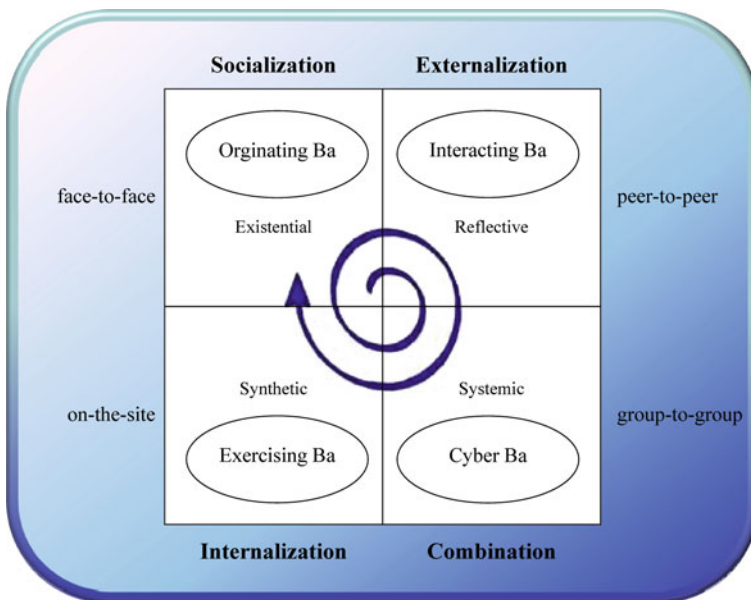 Socialization
Externalization
Orginating Ba
Interacting Ba
face-to-face
peer-to-peer
Existential
Reflective
Synthetic
Systemic
on-the-site
group-to-group
Exercising Ba
Cyber Ba
Internalization
Combination